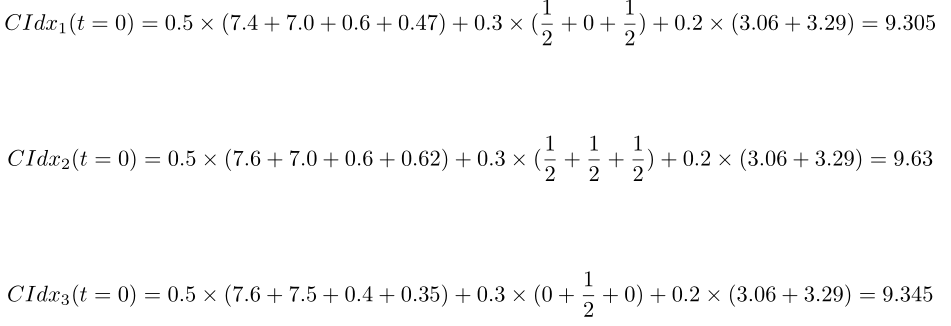 CIdx₁(t = 0) = 0.5 × (7.4 + 7.0 + 0.6 + 0.47) + 0.3 × (1/2 + 0 + 1/2) + 0.2 × (3.06 + 3.29) = 9.305
CIdx₂(t = 0) = 0.5 × (7.6 + 7.0 + 0.6 + 0.62) + 0.3 × (1/2 + 1/2 + 1/2) + 0.2 × (3.06 + 3.29) = 9.63
CIdx₃(t = 0) = 0.5 × (7.6 + 7.5 + 0.4 + 0.35) + 0.3 × (0 + 1/2 + 0) + 0.2 × (3.06 + 3.29) = 9.345